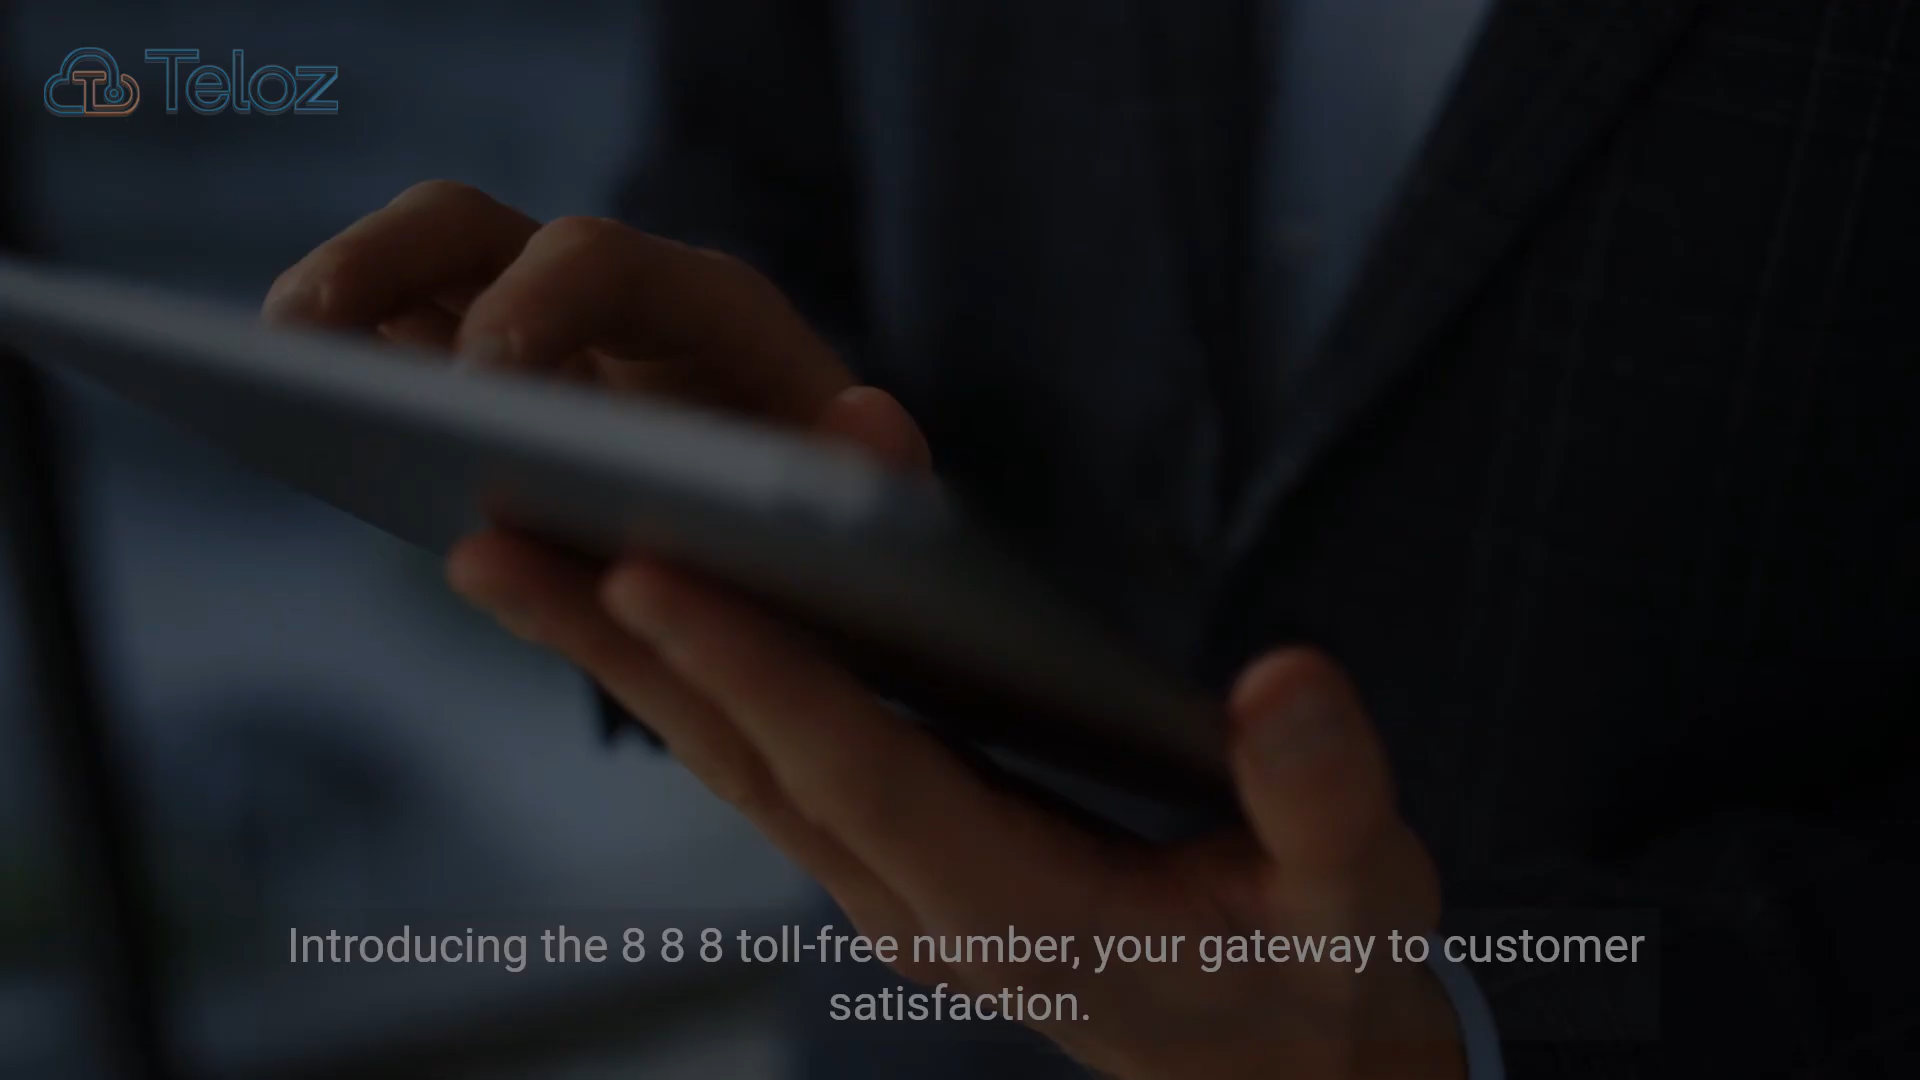 Teloz
Introducing the 8 8 8 toll-free number, your gateway to customer
satisfaction.